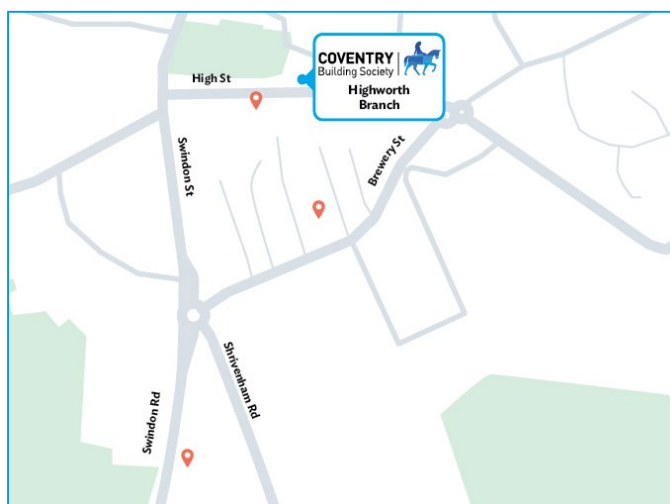 COVENTRY
Building Society
Highworth
Branch
High St
Swindon St
Brewery St
Shrivenham Rd
Swindon Rd